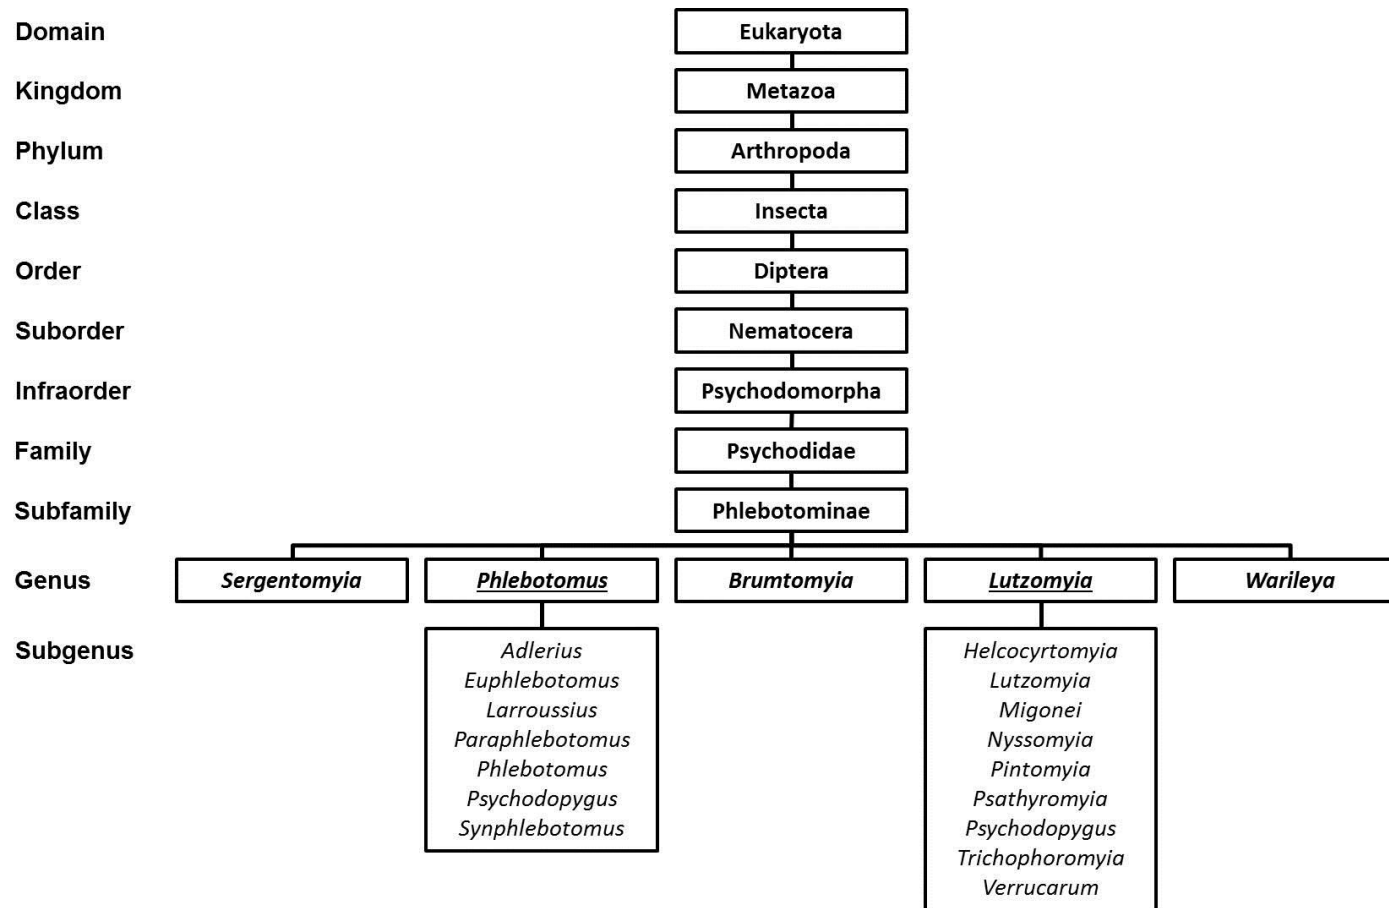 Domain Eukaryota
Kingdom Metazoa
Phylum Arthropoda
Class Insecta
Order Diptera
Suborder Nematocera
Infraorder Psychodomorpha
Family Psychodidae
Subfamily Phlebotominae
Genus Sergentomyia Phlebotomus Brumtomyia Lutzomyia Warileya
Subgenus
Adlerius
Euphlebotomus
Larroussius
Paraphlebotomus
Phlebotomus
Psychodopygus
Synphlebotomus
Helcocyrtomyia
Lutzomyia
Migonei
Nyssomyia
Pintomyia
Psathyromyia
Psychodopygus
Trichophoromyia
Verrucarum